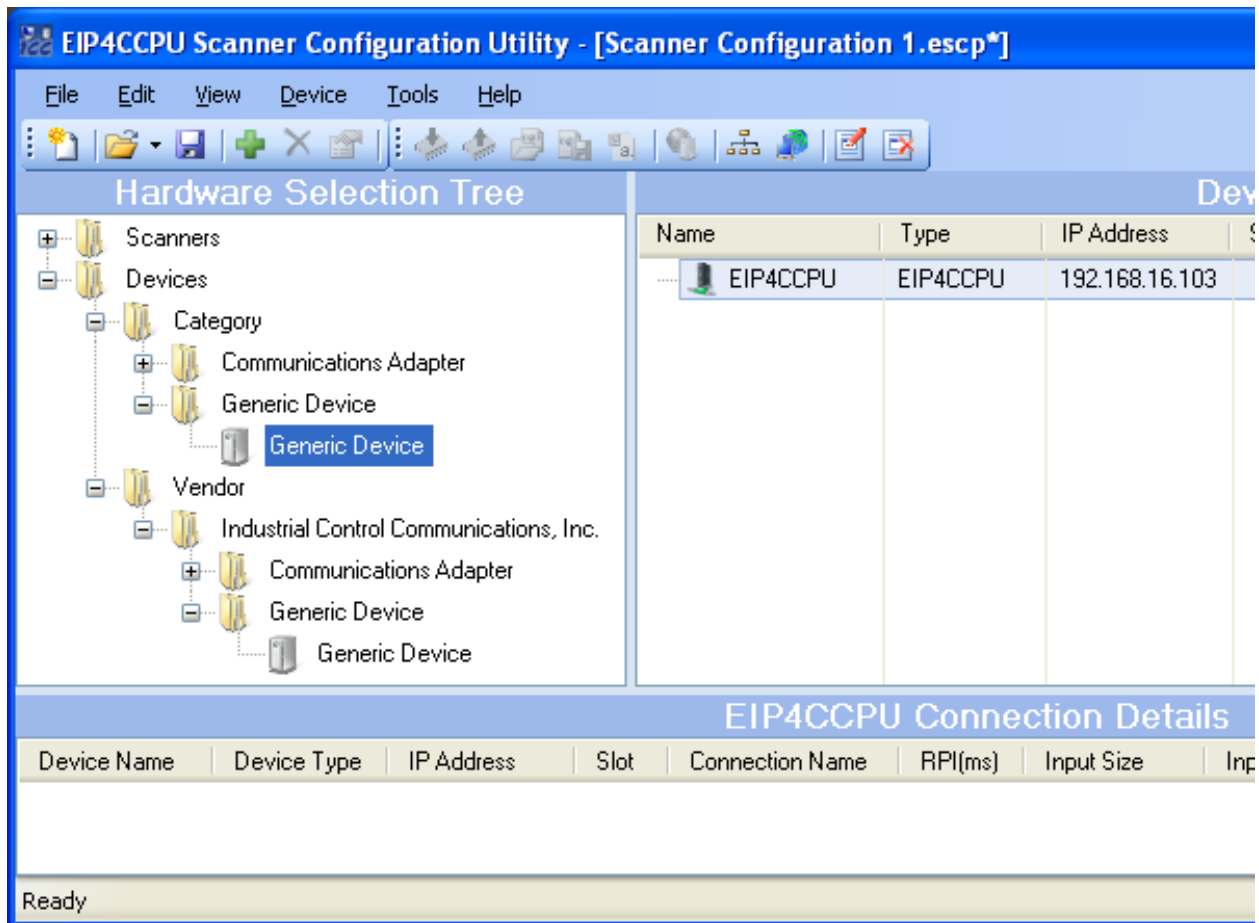 icc EIP4CCPU Scanner Configuration Utility - [Scanner Configuration 1.escp*]
File Edit View Device Tools Help
Hardware Selection Tree
Scanners
Devices
Category
Communications Adapter
Generic Device
Generic Device
Vendor
Industrial Control Communications, Inc.
Communications Adapter
Generic Device
Generic Device
Dev
Name Type IP Address S
EIP4CCPU EIP4CCPU 192.168.16.103
EIP4CCPU Connection Details
Device Name Device Type IP Address Slot Connection Name RPI(ms) Input Size Inp
Ready